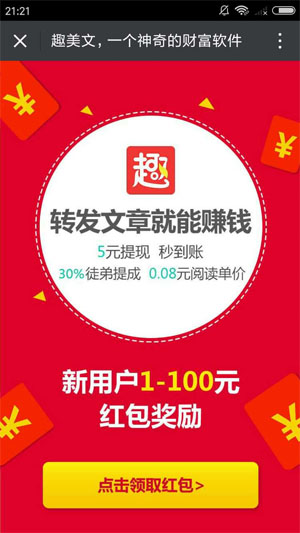 21:21
趣美文，一个神奇的财富软件
¥
¥
趣
转发文章就能赚钱
5元提现 秒到账
30%徒弟提成 0.08元阅读单价
新用户1-100元
红包奖励
¥
¥
点击领取红包>